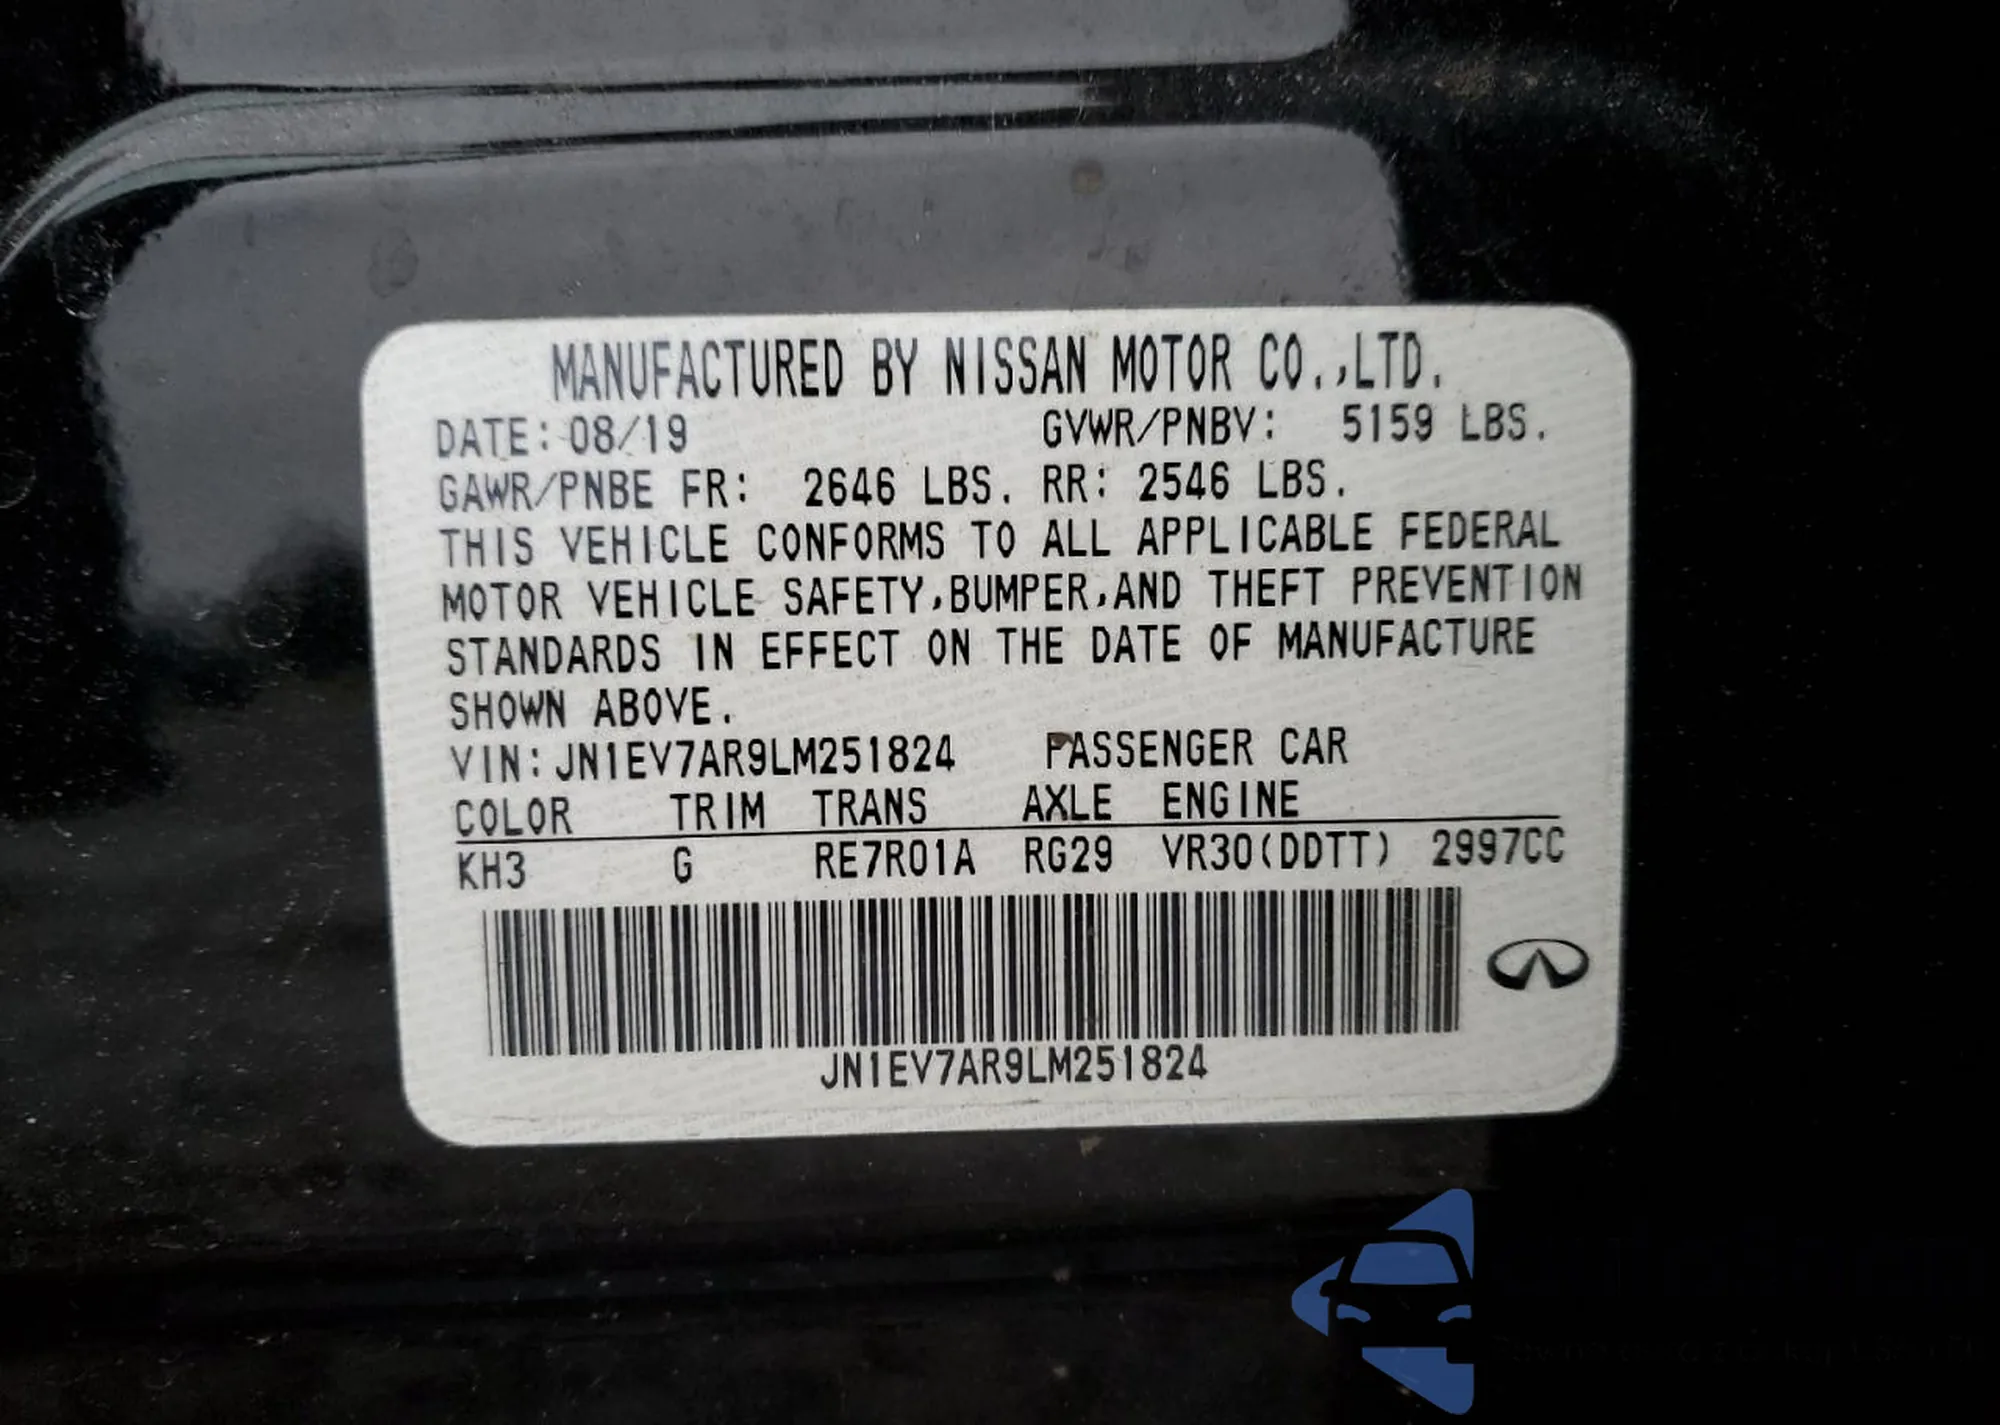 MANUFACTURED BY NISSAN MOTOR CO.,LTD.
DATE: 08/19 GVWR/PNBV: 5159 LBS.
GAWR/PNBE FR: 2646 LBS. RR: 2546 LBS.
THIS VEHICLE CONFORMS TO ALL APPLICABLE FEDERAL
MOTOR VEHICLE SAFETY,BUMPER,AND THEFT PREVENTION
STANDARDS IN EFFECT ON THE DATE OF MANUFACTURE
SHOWN ABOVE.
VIN: JN1EV7AR9LM251824 PASSENGER CAR
COLOR TRIM TRANS AXLE ENGINE
KH3 G RE7R01A RG29 VR30(DDTT) 2997CC
JN1EV7AR9LM251824